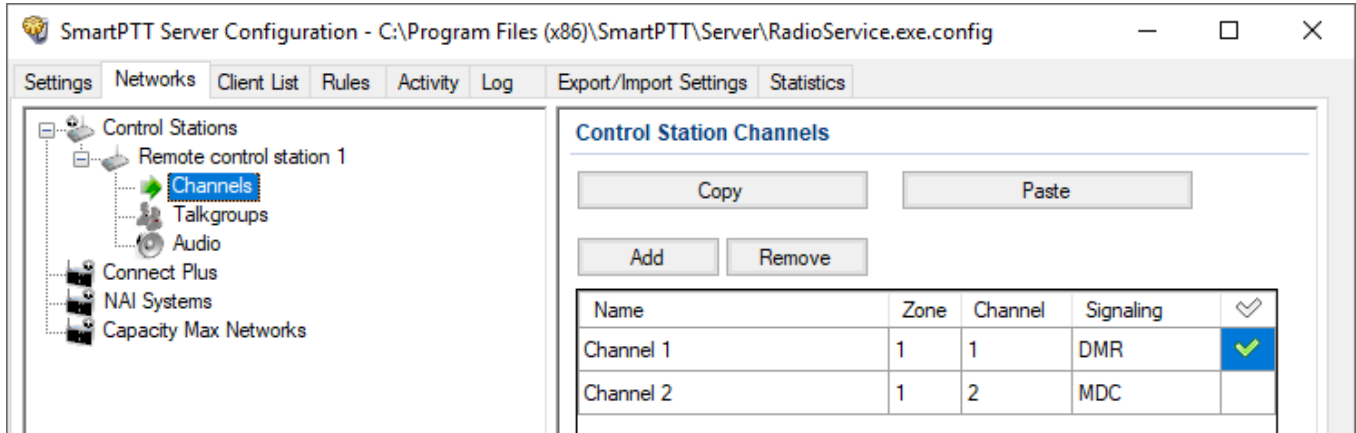 SmartPTT Server Configuration - C:\Program Files (x86)\SmartPTT\Server\RadioService.exe.config
Settings Networks Client List Rules Activity Log Export/Import Settings Statistics
Control Stations
Remote control station 1
Channels
Talkgroups
Audio
Connect Plus
NAI Systems
Capacity Max Networks
Control Station Channels
Copy Paste
Add Remove
Name Zone Channel Signaling
Channel 1 1 1 DMR
Channel 2 1 2 MDC